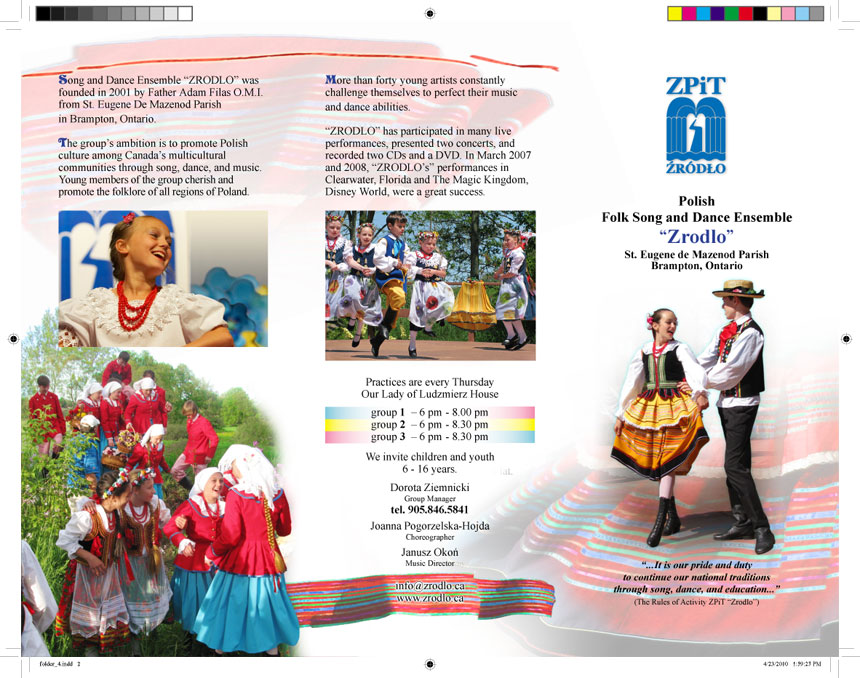 Song and Dance Ensemble “ZRODLO” was
founded in 2001 by Father Adam Filas O.M.I.
from St. Eugene De Mazenod Parish
in Brampton, Ontario.
The group’s ambition is to promote Polish
culture among Canada’s multicultural
communities through song, dance, and music.
Young members of the group cherish and
promote the folklore of all regions of Poland.
More than forty young artists constantly
challenge themselves to perfect their music
and dance abilities.
“ZRODLO” has participated in many live
performances, presented two concerts, and
recorded two CDs and a DVD. In March 2007
and 2008, “ZRODLO’s” performances in
Clearwater, Florida and The Magic Kingdom,
Disney World, were a great success.
Practices are every Thursday
Our Lady of Ludzmierz House
group 1 – 6 pm - 8.00 pm
group 2 – 6 pm - 8.30 pm
group 3 – 6 pm - 8.30 pm
We invite children and youth
6 - 16 years.
Dorota Ziemnicki
Group Manager
tel. 905.846.5841
Joanna Pogorzelska-Hojda
Choreographer
Janusz Okoń
Music Director
info@zrodlo.ca
www.zrodlo.ca
ZPiT
ŹRÓDŁO
Polish
Folk Song and Dance Ensemble
“Zrodlo”
St. Eugene de Mazenod Parish
Brampton, Ontario
“...It is our pride and duty
to continue our national traditions
through song, dance, and education...”
(The Rules of Activity ZPiT “Zrodlo”)
folder_4.indd 2
4/23/2010 1:59:23 PM